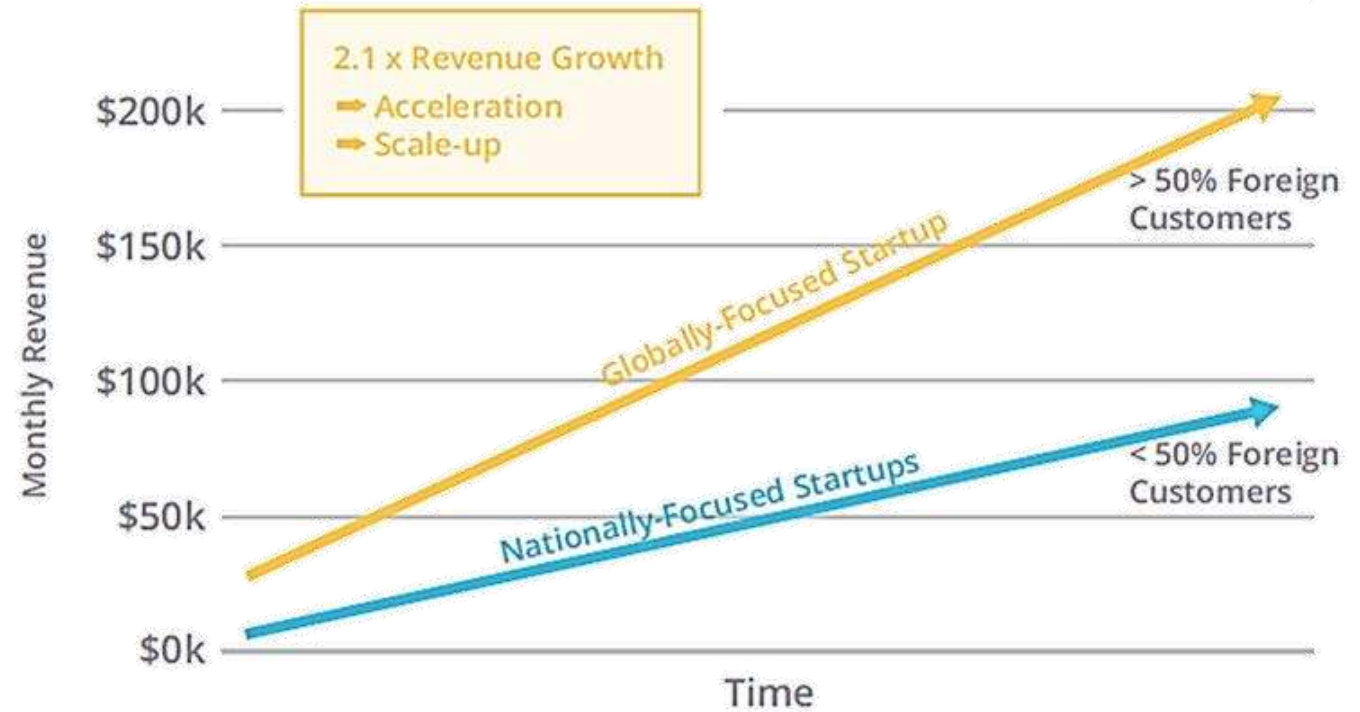 2.1 x Revenue Growth
Acceleration
Scale-up
$200k
$150k
$100k
$50k
$0k
Monthly Revenue
Globally-Focused Startup
> 50% Foreign
Customers
Nationally-Focused Startups
< 50% Foreign
Customers
Time